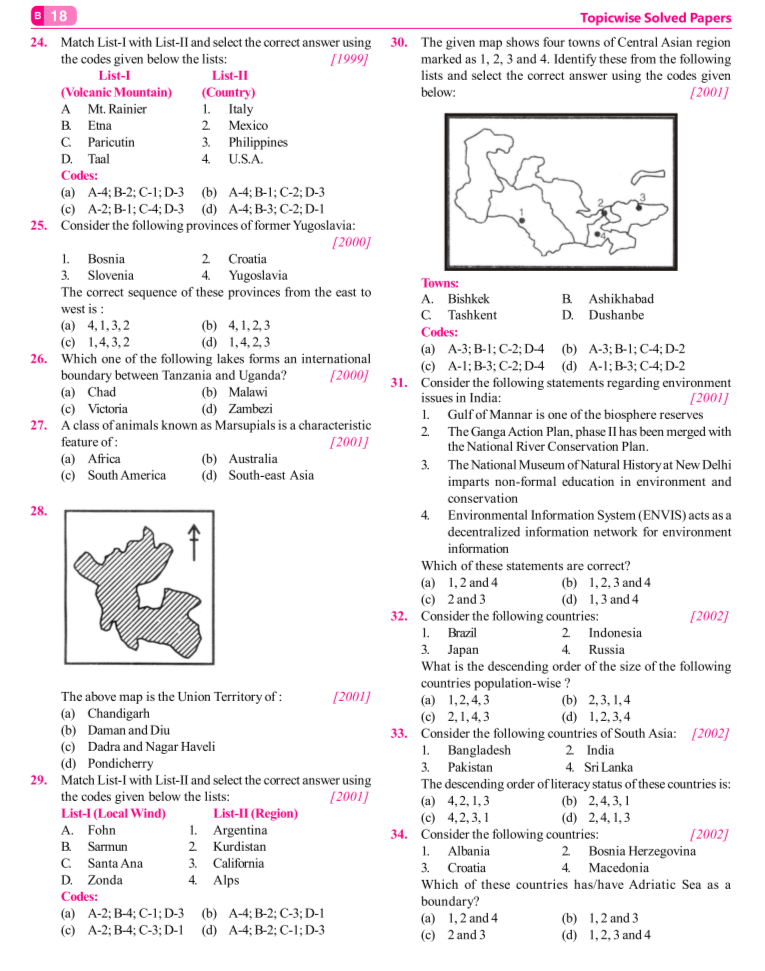 B 18
Topicwise Solved Papers
24. Match List-I with List-II and select the correct answer using
the codes given below the lists: [1999]
List-I List-II
(Volcanic Mountain) (Country)
A Mt. Rainier 1. Italy
B. Etna 2. Mexico
C. Paricutin 3. Philippines
D. Taal 4. U.S.A.
Codes:
(a) A-4; B-2; C-1; D-3 (b) A-4; B-1; C-2; D-3
(c) A-2; B-1; C-4; D-3 (d) A-4; B-3; C-2; D-1
25. Consider the following provinces of former Yugoslavia:
[2000]
1. Bosnia 2. Croatia
3. Slovenia 4. Yugoslavia
The correct sequence of these provinces from the east to
west is :
(a) 4, 1, 3, 2 (b) 4, 1, 2, 3
(c) 1, 4, 3, 2 (d) 1, 4, 2, 3
26. Which one of the following lakes forms an international
boundary between Tanzania and Uganda? [2000]
(a) Chad (b) Malawi
(c) Victoria (d) Zambezi
27. A class of animals known as Marsupials is a characteristic
feature of : [2001]
(a) Africa (b) Australia
(c) South America (d) South-east Asia
28.
The above map is the Union Territory of : [2001]
(a) Chandigarh
(b) Daman and Diu
(c) Dadra and Nagar Haveli
(d) Pondicherry
29. Match List-I with List-II and select the correct answer using
the codes given below the lists: [2001]
List-I (Local Wind) List-II (Region)
A. Fohn 1. Argentina
B. Sarmun 2. Kurdistan
C. Santa Ana 3. California
D. Zonda 4. Alps
Codes:
(a) A-2; B-4; C-1; D-3 (b) A-4; B-2; C-3; D-1
(c) A-2; B-4; C-3; D-1 (d) A-4; B-2; C-1; D-3
30. The given map shows four towns of Central Asian region
marked as 1, 2, 3 and 4. Identify these from the following
lists and select the correct answer using the codes given
below: [2001]
1
2
3
4
Towns:
A. Bishkek B. Ashikhabad
C. Tashkent D. Dushanbe
Codes:
(a) A-3; B-1; C-2; D-4 (b) A-3; B-1; C-4; D-2
(c) A-1; B-3; C-2; D-4 (d) A-1; B-3; C-4; D-2
31. Consider the following statements regarding environment
issues in India: [2001]
1. Gulf of Mannar is one of the biosphere reserves
2. The Ganga Action Plan, phase II has been merged with
the National River Conservation Plan.
3. The National Museum of Natural History at New Delhi
imparts non-formal education in environment and
conservation
4. Environmental Information System (ENVIS) acts as a
decentralized information network for environment
information
Which of these statements are correct?
(a) 1, 2 and 4 (b) 1, 2, 3 and 4
(c) 2 and 3 (d) 1, 3 and 4
32. Consider the following countries: [2002]
1. Brazil 2. Indonesia
3. Japan 4. Russia
What is the descending order of the size of the following
countries population-wise ?
(a) 1, 2, 4, 3 (b) 2, 3, 1, 4
(c) 2, 1, 4, 3 (d) 1, 2, 3, 4
33. Consider the following countries of South Asia: [2002]
1. Bangladesh 2. India
3. Pakistan 4. Sri Lanka
The descending order of literacy status of these countries is:
(a) 4, 2, 1, 3 (b) 2, 4, 3, 1
(c) 4, 2, 3, 1 (d) 2, 4, 1, 3
34. Consider the following countries: [2002]
1. Albania 2. Bosnia Herzegovina
3. Croatia 4. Macedonia
Which of these countries has/have Adriatic Sea as a
boundary?
(a) 1, 2 and 4 (b) 1, 2 and 3
(c) 2 and 3 (d) 1, 2, 3 and 4